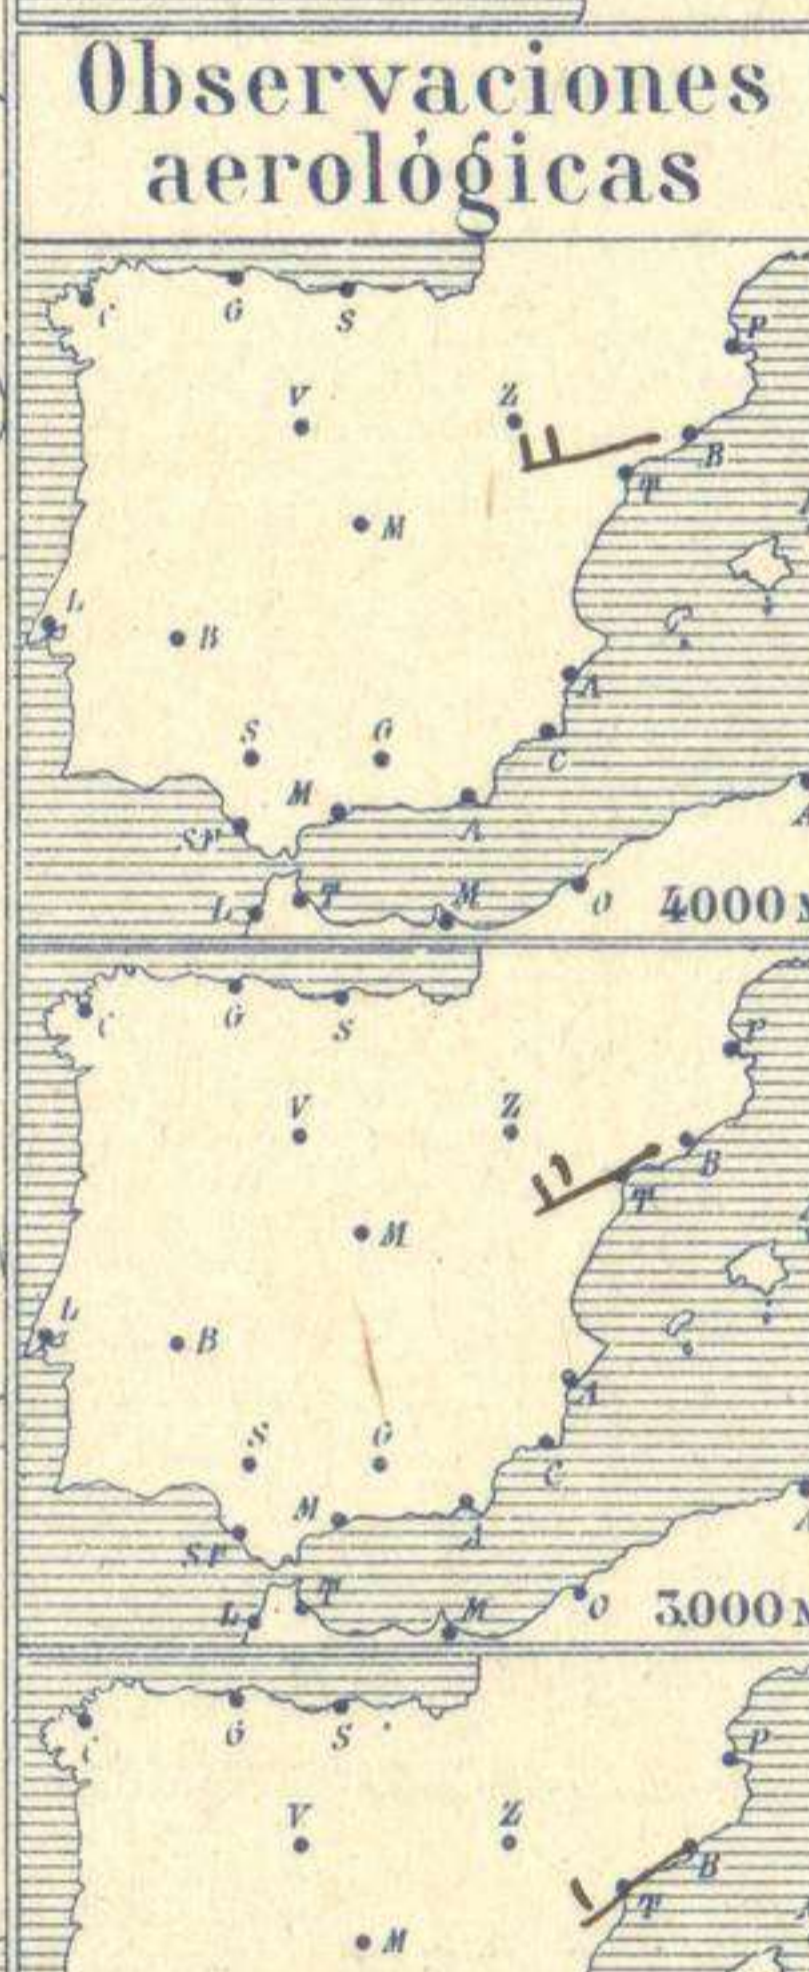 Observaciones
aerológicas
C G S P
V Z
B
T
M
L
B
A
S G
C
M
S.F A
A
L T M O 4000 M
C G S P
V Z
B
T
M
L
B
A
S G
C
M
S.F A
A
L T M O 3.000 M
C G S P
V Z
B
T
M